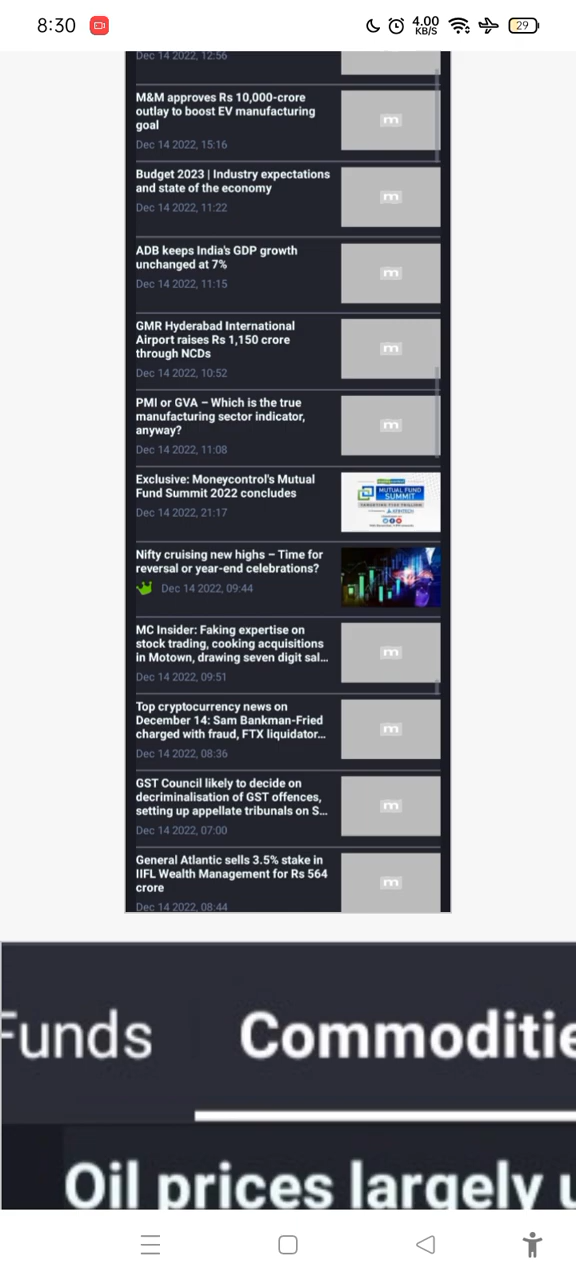 8:30
4.00
KB/S
29
Dec 14 2022, 12:56
M&M approves Rs 10,000-crore
outlay to boost EV manufacturing
goal
Dec 14 2022, 15:16
Budget 2023 | Industry expectations
and state of the economy
Dec 14 2022, 11:22
ADB keeps India's GDP growth
unchanged at 7%
Dec 14 2022, 11:15
GMR Hyderabad International
Airport raises Rs 1,150 crore
through NCDs
Dec 14 2022, 10:52
PMI or GVA – Which is the true
manufacturing sector indicator,
anyway?
Dec 14 2022, 11:08
Exclusive: Moneycontrol's Mutual
Fund Summit 2022 concludes
Dec 14 2022, 21:17
MUTUAL FUND
SUMMIT
Nifty cruising new highs – Time for
reversal or year-end celebrations?
Dec 14 2022, 09:44
MC Insider: Faking expertise on
stock trading, cooking acquisitions
in Motown, drawing seven digit sal...
Dec 14 2022, 09:51
Top cryptocurrency news on
December 14: Sam Bankman-Fried
charged with fraud, FTX liquidator...
Dec 14 2022, 08:36
GST Council likely to decide on
decriminalisation of GST offences,
setting up appellate tribunals on S...
Dec 14 2022, 07:00
General Atlantic sells 3.5% stake in
IIFL Wealth Management for Rs 564
crore
Dec 14 2022, 08:44
Funds Commoditie
Oil prices largely u